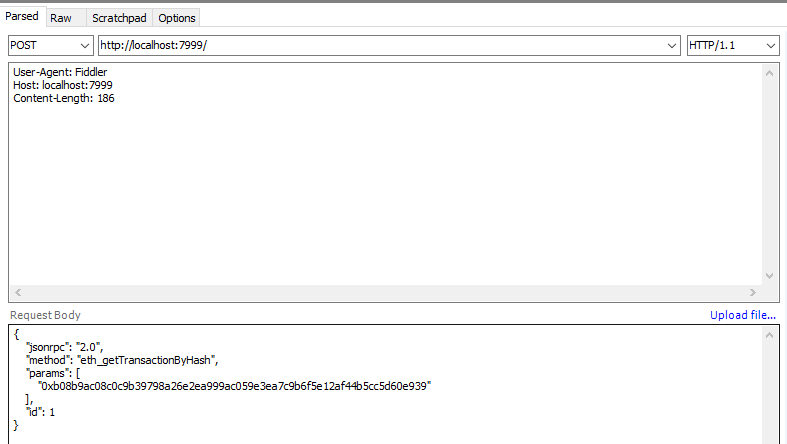 Parsed Raw Scratchpad Options
POST http://localhost:7999/ HTTP/1.1
User-Agent: Fiddler
Host: localhost:7999
Content-Length: 186
Request Body Upload file...
{
"jsonrpc": "2.0",
"method": "eth_getTransactionByHash",
"params": [
"0xb08b9ac08c0c9b39798a26e2ea999ac059e3ea7c9b6f5e12af44b5cc5d60e939"
],
"id": 1
}